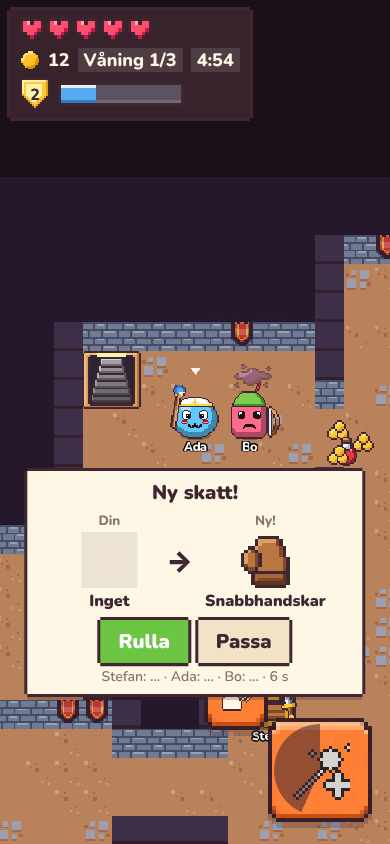 12 Våning 1/3 4:54
2
Ada Bo
Ny skatt!
Din Ny!
Inget Snabbhandskar
Rulla Passa
Stefan: ... · Ada: ... · Bo: ... · 6 s